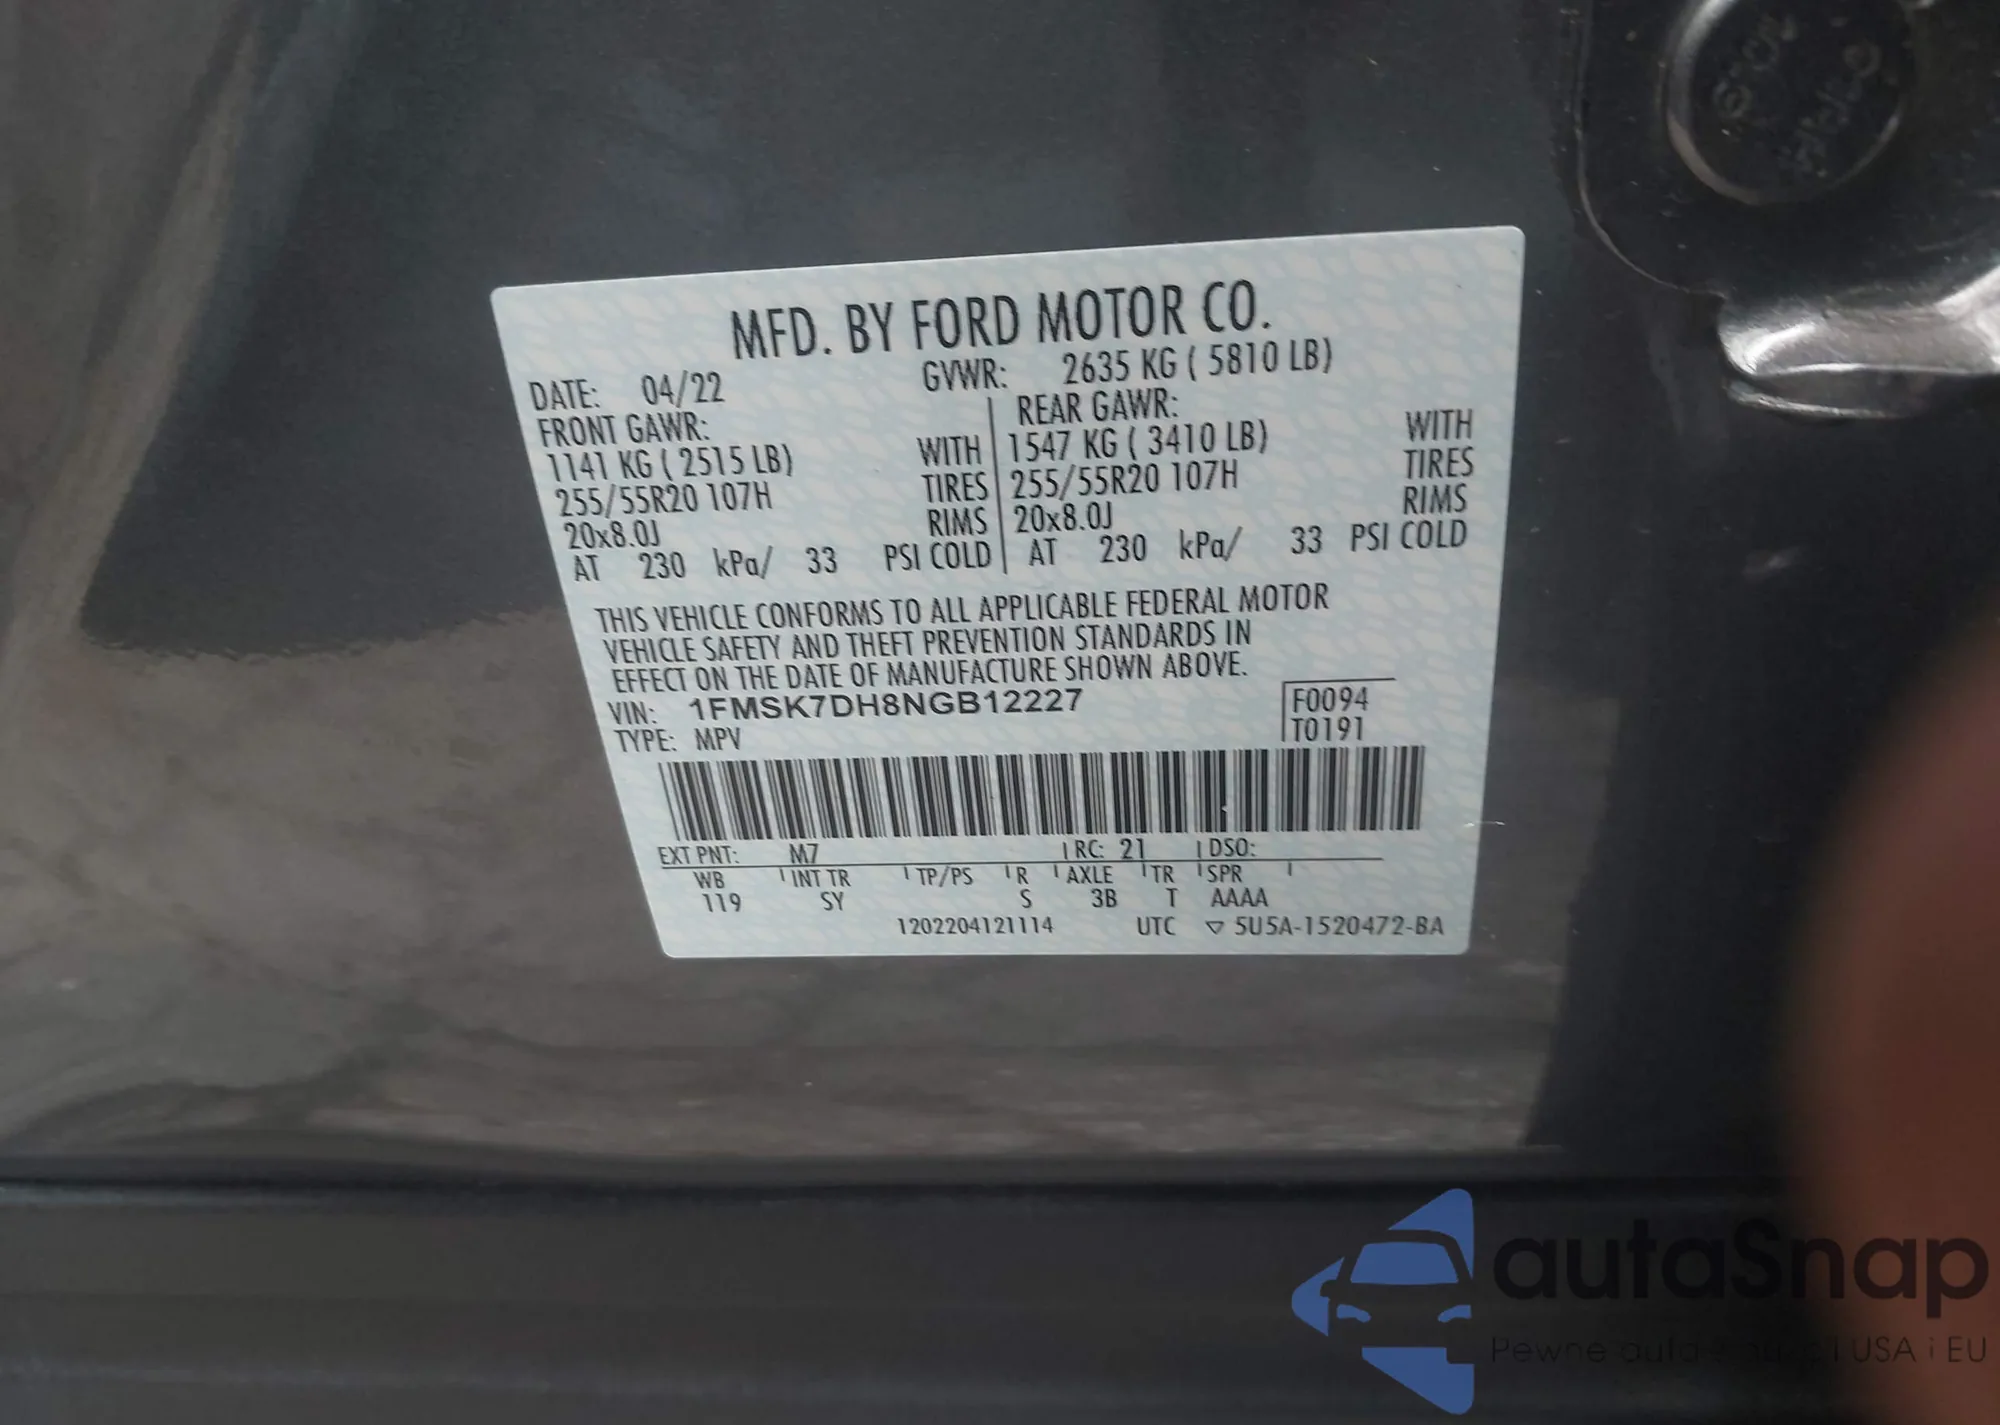 MFD. BY FORD MOTOR CO.
DATE: 04/22 GVWR: 2635 KG ( 5810 LB)
FRONT GAWR: REAR GAWR:
1141 KG ( 2515 LB) WITH 1547 KG ( 3410 LB) WITH
255/55R20 107H TIRES 255/55R20 107H TIRES
20x8.0J RIMS 20x8.0J RIMS
AT 230 kPa/ 33 PSI COLD AT 230 kPa/ 33 PSI COLD
THIS VEHICLE CONFORMS TO ALL APPLICABLE FEDERAL MOTOR
VEHICLE SAFETY AND THEFT PREVENTION STANDARDS IN
EFFECT ON THE DATE OF MANUFACTURE SHOWN ABOVE.
VIN: 1FMSK7DH8NGB12227 F0094
TYPE: MPV T0191
EXT PNT: M7 RC: 21 DSO:
WB INT TR TP/PS R AXLE TR SPR
119 SY S 3B T AAAA
1202204121114 UTC ▽ 5U5A-1520472-BA
autaSnap
Pewne auta USA i EU